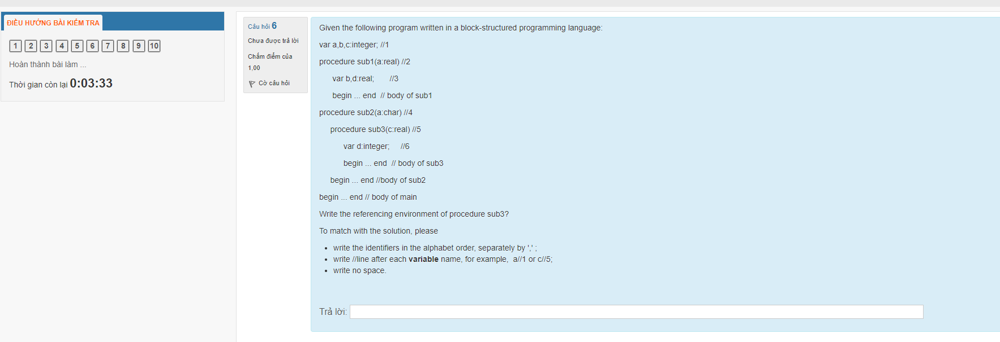 ĐIỀU HƯỚNG BÀI KIỂM TRA
1 2 3 4 5 6 7 8 9 10
Hoàn thành bài làm ...
Thời gian còn lại 0:03:33
Câu hỏi 6
Chưa được trả lời
Chấm điểm của
1,00
Cờ câu hỏi
Given the following program written in a block-structured programming language:
var a,b,c:integer; //1
procedure sub1(a:real) //2
var b,d:real; //3
begin ... end // body of sub1
procedure sub2(a:char) //4
procedure sub3(c:real) //5
var d:integer; //6
begin ... end // body of sub3
begin ... end //body of sub2
begin ... end // body of main
Write the referencing environment of procedure sub3?
To match with the solution, please
• write the identifiers in the alphabet order, separately by ',' ;
• write //line after each variable name, for example, a//1 or c//5;
• write no space.
Trả lời: